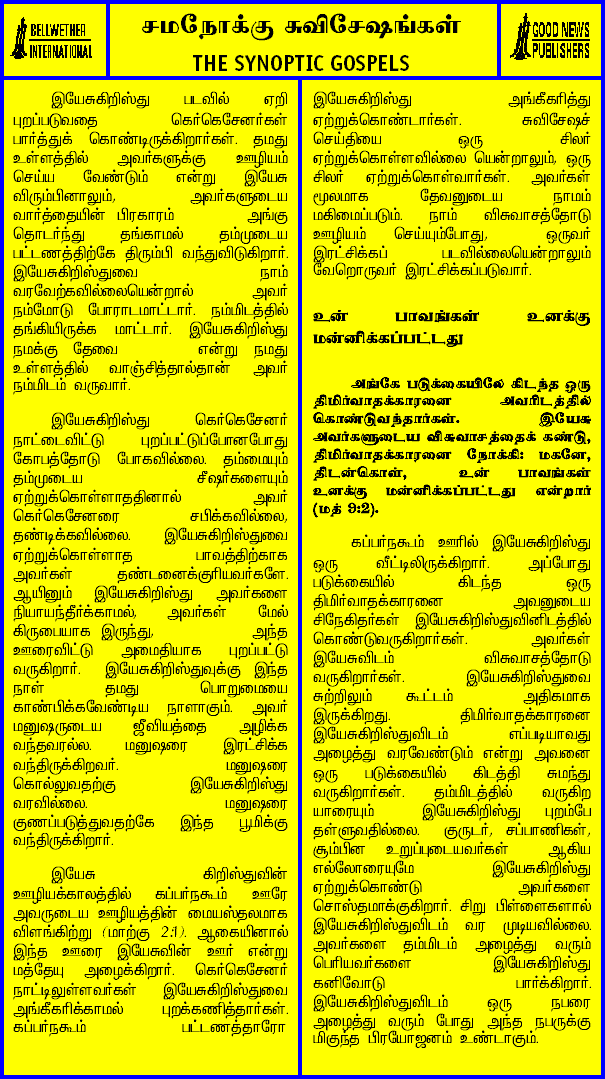 BELLWETHER
INTERNATIONAL
சமநோக்கு சுவிசேஷங்கள்
THE SYNOPTIC GOSPELS
GOOD NEWS
PUBLISHERS
இயேசுகிறிஸ்து படவில் ஏறி
புறப்படுவதை கெர்கெசேனர்கள்
பார்த்துக் கொண்டிருக்கிறார்கள். தமது
உள்ளத்தில் அவர்களுக்கு ஊழியம்
செய்ய வேண்டும் என்று இயேசு
விரும்பினாலும், அவர்களுடைய
வார்த்தையின் பிரகாரம் அங்கு
தொடர்ந்து தங்காமல் தம்முடைய
பட்டணத்திற்கே திரும்பி வந்துவிடுகிறார்.
இயேசுகிறிஸ்துவை நாம்
வரவேற்கவில்லையென்றால் அவர்
நம்மோடு போராடமாட்டார். நம்மிடத்தில்
தங்கியிருக்க மாட்டார். இயேசுகிறிஸ்து
நமக்கு தேவை என்று நமது
உள்ளத்தில் வாஞ்சித்தால்தான் அவர்
நம்மிடம் வருவார்.
இயேசுகிறிஸ்து கெர்கெசேனர்
நாட்டைவிட்டு புறப்பட்டுப்போனபோது
கோபத்தோடு போகவில்லை. தம்மையும்
தம்முடைய சீஷர்களையும்
ஏற்றுக்கொள்ளாததினால் அவர்
கெர்கெசேனரை சபிக்கவில்லை,
தண்டிக்கவில்லை. இயேசுகிறிஸ்துவை
ஏற்றுக்கொள்ளாத பாவத்திற்காக
அவர்கள் தண்டனைக்குரியவர்களே.
ஆயினும் இயேசுகிறிஸ்து அவர்களை
நியாயந்தீர்க்காமல், அவர்கள் மேல்
கிருபையாக இருந்து, அந்த
ஊரைவிட்டு அமைதியாக புறப்பட்டு
வருகிறார். இயேசுகிறிஸ்துவுக்கு இந்த
நாள் தமது பொறுமையை
காண்பிக்கவேண்டிய நாளாகும். அவர்
மனுஷருடைய ஜீவியத்தை அழிக்க
வந்தவரல்ல. மனுஷரை இரட்சிக்க
வந்திருக்கிறவர். மனுஷரை
கொல்லுவதற்கு இயேசுகிறிஸ்து
வரவில்லை. மனுஷரை
குணப்படுத்துவதற்கே இந்த பூமிக்கு
வந்திருக்கிறார்.
இயேசு கிறிஸ்துவின்
ஊழியக்காலத்தில் கப்பர்நகூம் ஊரே
அவருடைய ஊழியத்தின் மையஸ்தலமாக
விளங்கிற்று (மாற்கு 2:1). ஆகையினால்
இந்த ஊரை இயேசுவின் ஊர் என்று
மத்தேயு அழைக்கிறார். கெர்கெசேனர்
நாட்டிலுள்ளவர்கள் இயேசுகிறிஸ்துவை
அங்கீகரிக்காமல் புறக்கணித்தார்கள்.
கப்பர்நகூம் பட்டணத்தாரோ
இயேசுகிறிஸ்துவை அங்கீகரித்து
ஏற்றுக்கொண்டார்கள். சுவிசேஷச்
செய்தியை ஒரு சிலர்
ஏற்றுக்கொள்ளவில்லை யென்றாலும், ஒரு
சிலர் ஏற்றுக்கொள்வார்கள். அவர்கள்
மூலமாக தேவனுடைய நாமம்
மகிமைப்படும். நாம் விசுவாசத்தோடு
ஊழியம் செய்யும்போது, ஒருவர்
இரட்சிக்கப் படவில்லையென்றாலும்
வேறொருவர் இரட்சிக்கப்படுவார்.
உன் பாவங்கள் உனக்கு
மன்னிக்கப்பட்டது
அங்கே படுக்கையிலே கிடந்த ஒரு
திமிர்வாதக்காரனை அவரிடத்தில்
கொண்டுவந்தார்கள். இயேசு
அவர்களுடைய விசுவாசத்தைக் கண்டு,
திமிர்வாதக்காரனை நோக்கி: மகனே,
திடன்கொள், உன் பாவங்கள்
உனக்கு மன்னிக்கப்பட்டது என்றார்
(மத் 9:2).
கப்பர்நகூம் ஊரில் இயேசுகிறிஸ்து
ஒரு வீட்டிலிருக்கிறார். அப்போது
படுக்கையில் கிடந்த ஒரு
திமிர்வாதக்காரனை அவனுடைய
சிநேகிதர்கள் இயேசுகிறிஸ்துவினிடத்தில்
கொண்டுவருகிறார்கள். அவர்கள்
இயேசுவிடம் விசுவாசத்தோடு
வருகிறார்கள். இயேசுகிறிஸ்துவை
சுற்றிலும் கூட்டம் அதிகமாக
இருக்கிறது. திமிர்வாதக்காரனை
இயேசுகிறிஸ்துவிடம் எப்படியாவது
அழைத்து வரவேண்டும் என்று அவனை
ஒரு படுக்கையில் கிடத்தி சுமந்து
வருகிறார்கள். தம்மிடத்தில் வருகிற
யாரையும் இயேசுகிறிஸ்து புறம்பே
தள்ளுவதில்லை. குருடர், சப்பாணிகள்,
சூம்பின உறுப்புடையவர்கள் ஆகிய
எல்லோரையுமே இயேசுகிறிஸ்து
ஏற்றுக்கொண்டு அவர்களை
சொஸ்தமாக்குகிறார். சிறு பிள்ளைகளால்
இயேசுகிறிஸ்துவிடம் வர முடியவில்லை.
அவர்களை தம்மிடம் அழைத்து வரும்
பெரியவர்களை இயேசுகிறிஸ்து
கனிவோடு பார்க்கிறார்.
இயேசுகிறிஸ்துவிடம் ஒரு நபரை
அழைத்து வரும் போது அந்த நபருக்கு
மிகுந்த பிரயோஜனம் உண்டாகும்.